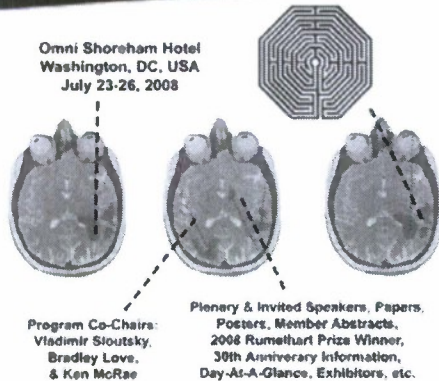 Omni Shoreham Hotel
Washington, DC, USA
July 23-26, 2008
Program Co-Chairs:
Vladimir Sloutsky,
Bradley Love,
& Ken McRae
Plenary & Invited Speakers, Papers,
Posters, Member Abstracts,
2008 Rumelhart Prize Winner,
30th Anniverary Information,
Day-At-A-Glance, Exhibitors, etc.